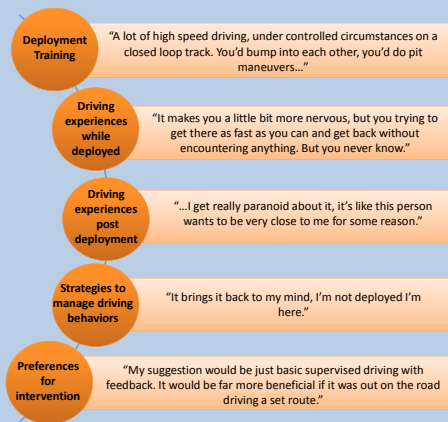 Deployment
Training
“A lot of high speed driving, under controlled circumstances on a
closed loop track. You’d bump into each other, you’d do pit
maneuvers…”
Driving
experiences
while
deployed
“It makes you a little bit more nervous, but you trying to
get there as fast as you can and get back without
encountering anything. But you never know.”
Driving
experiences
post
deployment
“…I get really paranoid about it, it’s like this person
wants to be very close to me for some reason.”
Strategies to
manage driving
behaviors
“It brings it back to my mind, I’m not deployed I’m
here.”
Preferences
for
intervention
“My suggestion would be just basic supervised driving with
feedback. It would be far more beneficial if it was out on the road
driving a set route.”